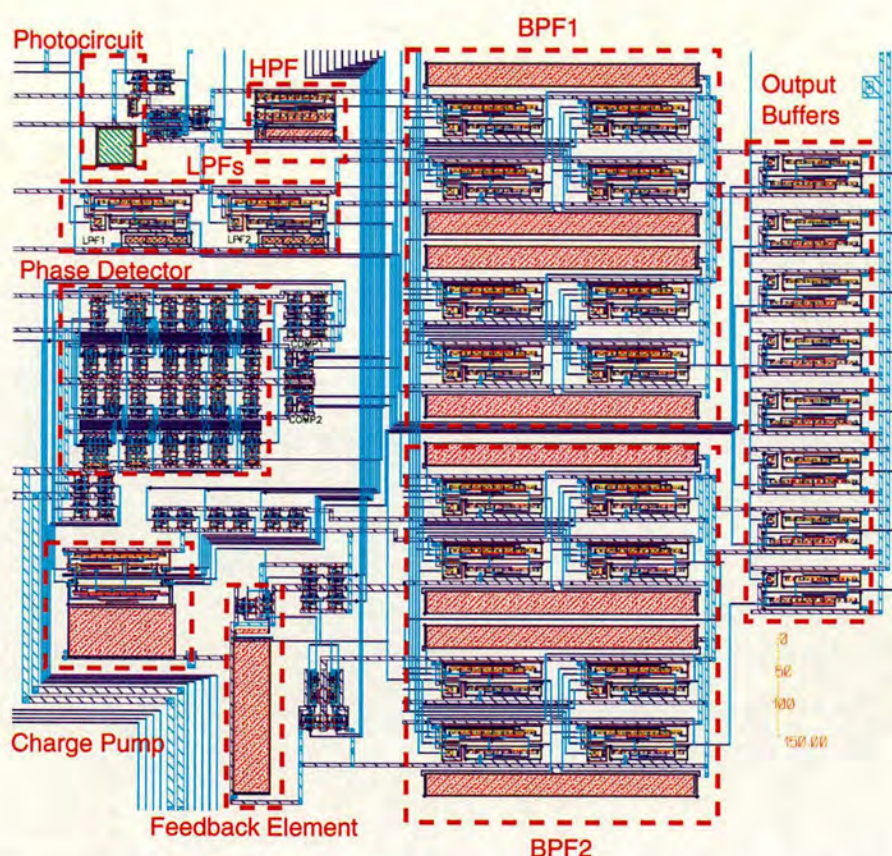 BPF1
Photocircuit
HPF
Output
Buffers
LPFs
LPF1
LPF2
Phase Detector
COMP1
COMP2
0
50
100
150.00
Charge Pump
Feedback Element
BPF2